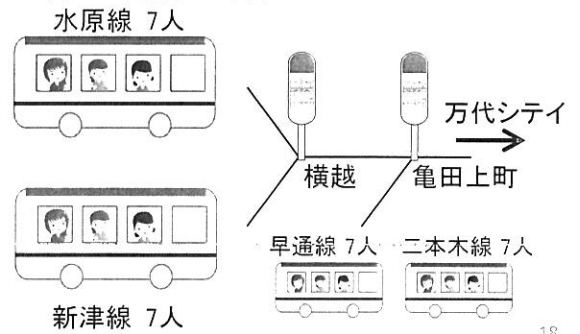 水原線 7人
万代シテイ
横越
亀田上町
早通線 7人
二本木線 7人
新津線 7人
18